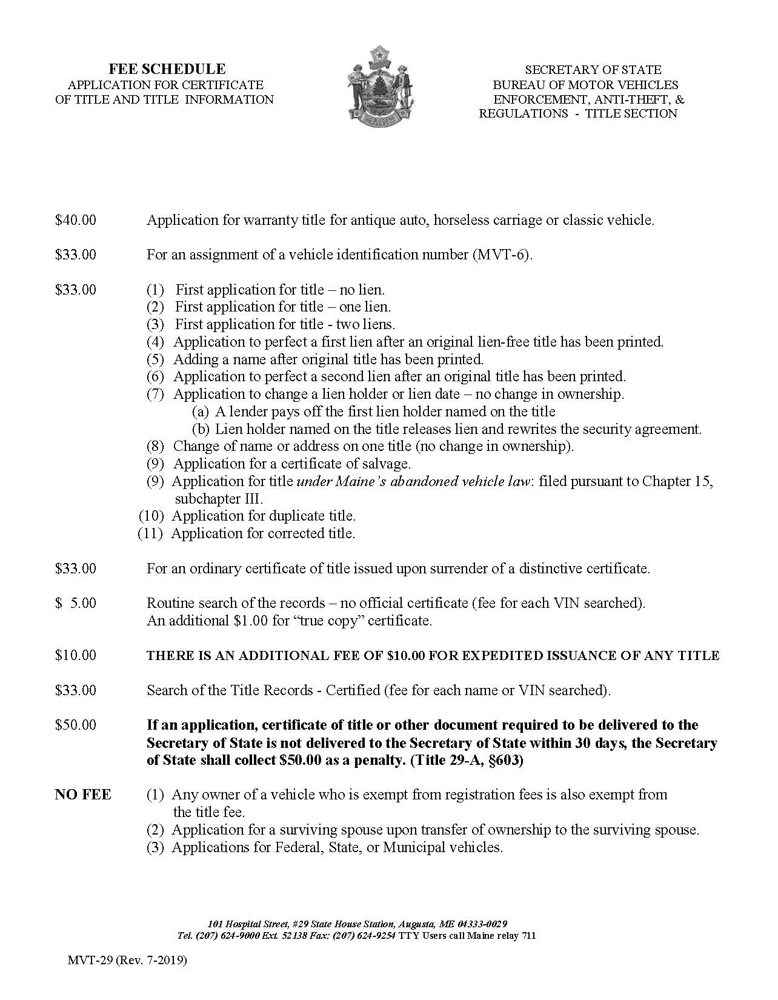 FEE SCHEDULE
APPLICATION FOR CERTIFICATE
OF TITLE AND TITLE INFORMATION
SECRETARY OF STATE
BUREAU OF MOTOR VEHICLES
ENFORCEMENT, ANTI-THEFT, &
REGULATIONS - TITLE SECTION
MAINE
$40.00 Application for warranty title for antique auto, horseless carriage or classic vehicle.
$33.00 For an assignment of a vehicle identification number (MVT-6).
$33.00 (1) First application for title – no lien.
(2) First application for title – one lien.
(3) First application for title - two liens.
(4) Application to perfect a first lien after an original lien-free title has been printed.
(5) Adding a name after original title has been printed.
(6) Application to perfect a second lien after an original title has been printed.
(7) Application to change a lien holder or lien date – no change in ownership.
(a) A lender pays off the first lien holder named on the title
(b) Lien holder named on the title releases lien and rewrites the security agreement.
(8) Change of name or address on one title (no change in ownership).
(9) Application for a certificate of salvage.
(9) Application for title under Maine’s abandoned vehicle law: filed pursuant to Chapter 15,
subchapter III.
(10) Application for duplicate title.
(11) Application for corrected title.
$33.00 For an ordinary certificate of title issued upon surrender of a distinctive certificate.
$ 5.00 Routine search of the records – no official certificate (fee for each VIN searched).
An additional $1.00 for “true copy” certificate.
$10.00 THERE IS AN ADDITIONAL FEE OF $10.00 FOR EXPEDITED ISSUANCE OF ANY TITLE
$33.00 Search of the Title Records - Certified (fee for each name or VIN searched).
$50.00 If an application, certificate of title or other document required to be delivered to the
Secretary of State is not delivered to the Secretary of State within 30 days, the Secretary
of State shall collect $50.00 as a penalty. (Title 29-A, §603)
NO FEE (1) Any owner of a vehicle who is exempt from registration fees is also exempt from
the title fee.
(2) Application for a surviving spouse upon transfer of ownership to the surviving spouse.
(3) Applications for Federal, State, or Municipal vehicles.
101 Hospital Street, #29 State House Station, Augusta, ME 04333-0029
Tel. (207) 624-9000 Ext. 52138 Fax: (207) 624-9254 TTY Users call Maine relay 711
MVT-29 (Rev. 7-2019)